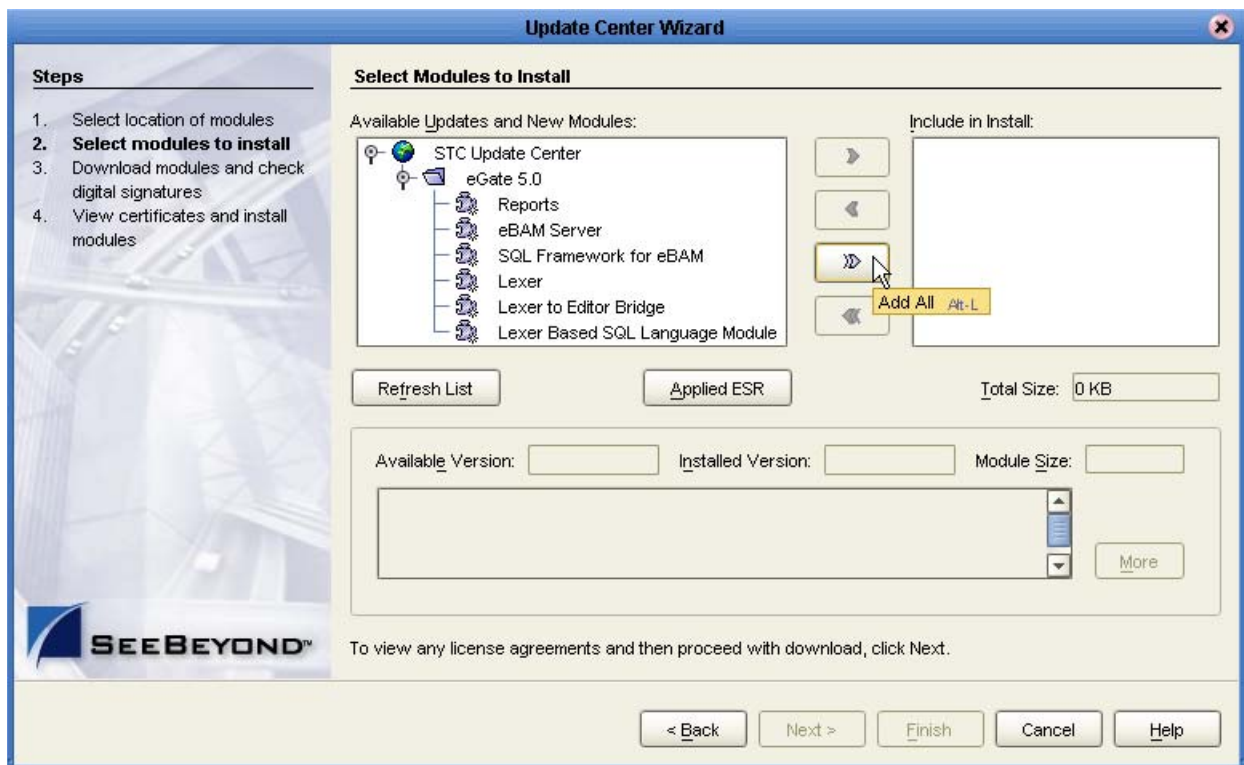 Update Center Wizard
Steps
1. Select location of modules
2. Select modules to install
3. Download modules and check
digital signatures
4. View certificates and install
modules
Select Modules to Install
Available Updates and New Modules:
STC Update Center
eGate 5.0
Reports
eBAM Server
SQL Framework for eBAM
Lexer
Lexer to Editor Bridge
Lexer Based SQL Language Module
Add All Alt-L
Include in Install:
Refresh List
Applied ESR
Total Size: 0 KB
Available Version:
Installed Version:
Module Size:
More
SEEBEYOND™
To view any license agreements and then proceed with download, click Next.
< Back
Next >
Finish
Cancel
Help